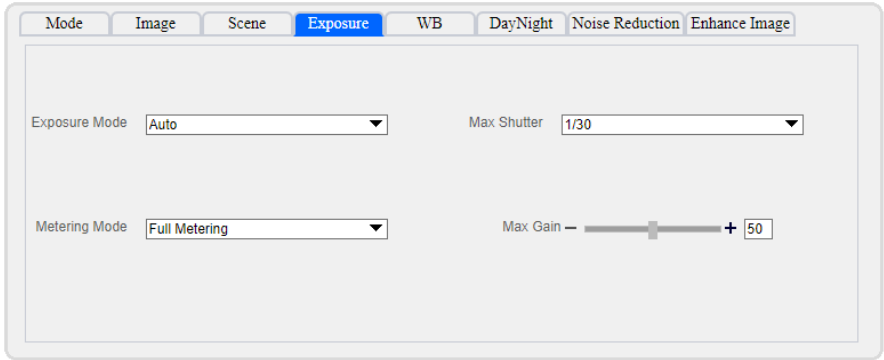 Mode Image Scene Exposure WB DayNight Noise Reduction Enhance Image
Exposure Mode Auto Max Shutter 1/30
Metering Mode Full Metering Max Gain − + 50